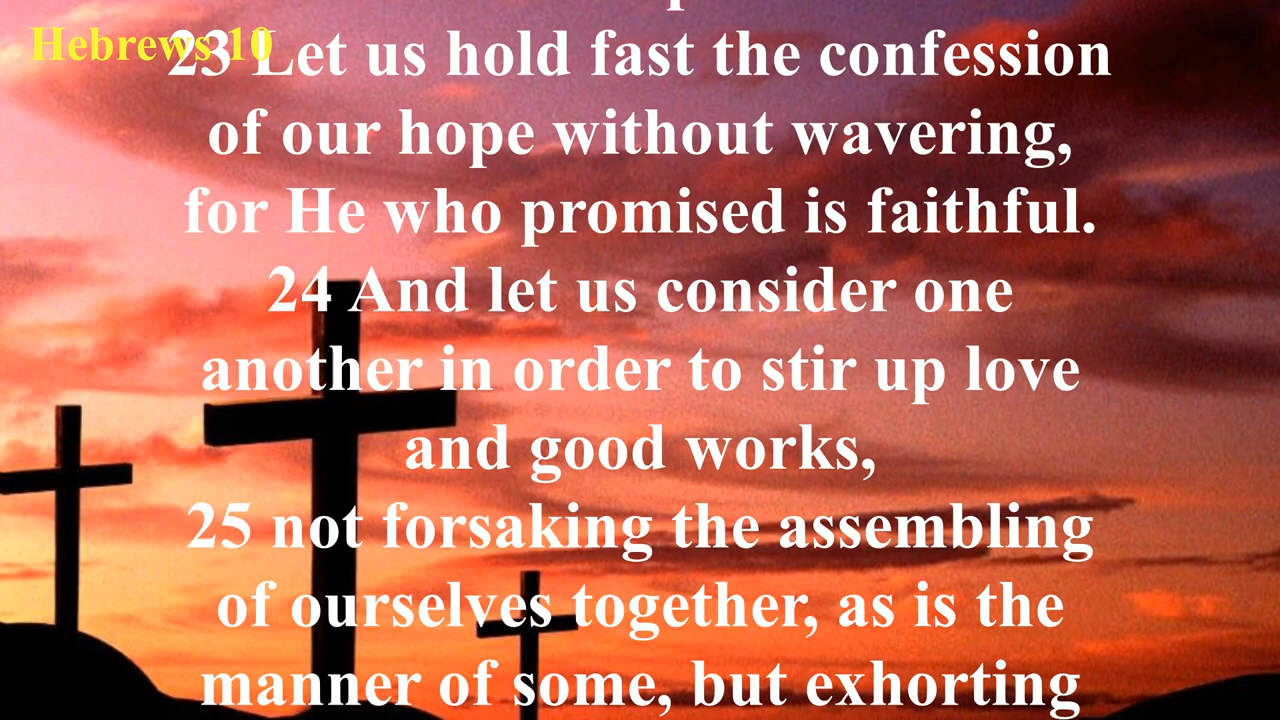 Hebrews 10
23 Let us hold fast the confession
of our hope without wavering,
for He who promised is faithful.
24 And let us consider one
another in order to stir up love
and good works,
25 not forsaking the assembling
of ourselves together, as is the
manner of some, but exhorting